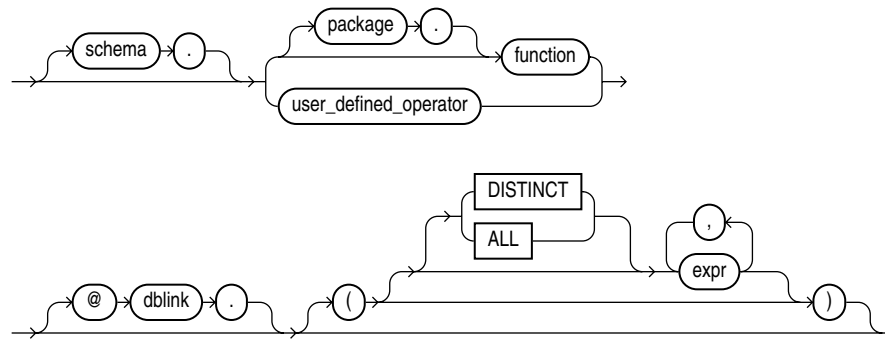 package .
schema .
function
user_defined_operator
DISTINCT
ALL
,
expr
@ dblink . ( )